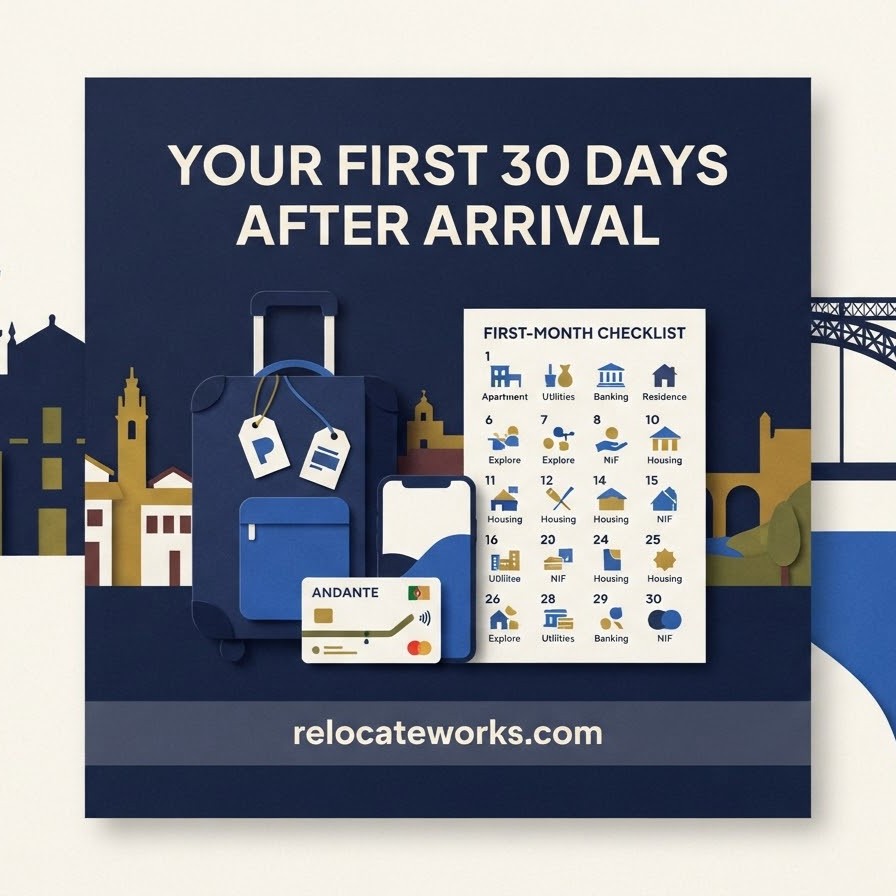 YOUR FIRST 30 DAYS
AFTER ARRIVAL
FIRST-MONTH CHECKLIST
1
Apartment Utilities Banking Residence
6 7 8 10
Explore Explore NiF Housing
11 12 14 15
Housing Housing Housing NIF
16 20 24 25
U0liitee NIF Housing Housing
26 28 29 30
Explore Utliities Banking NIF
P
ANDANTE
relocateworks.com